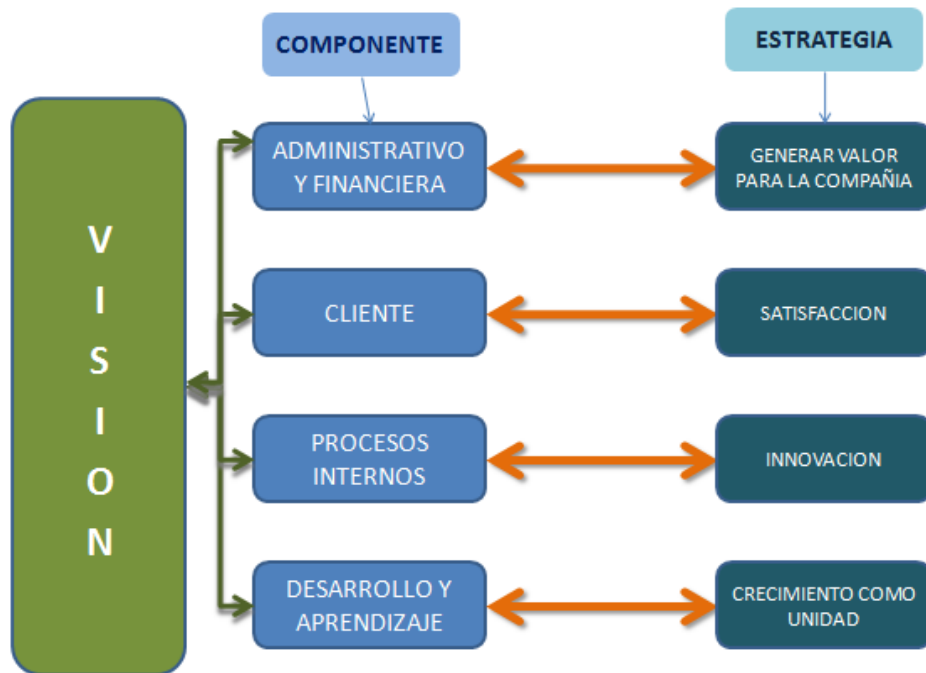 COMPONENTE
ESTRATEGIA
VISION
ADMINISTRATIVO
Y FINANCIERA
GENERAR VALOR
PARA LA COMPAÑIA
CLIENTE
SATISFACCION
PROCESOS
INTERNOS
INNOVACION
DESARROLLO Y
APRENDIZAJE
CRECIMIENTO COMO
UNIDAD